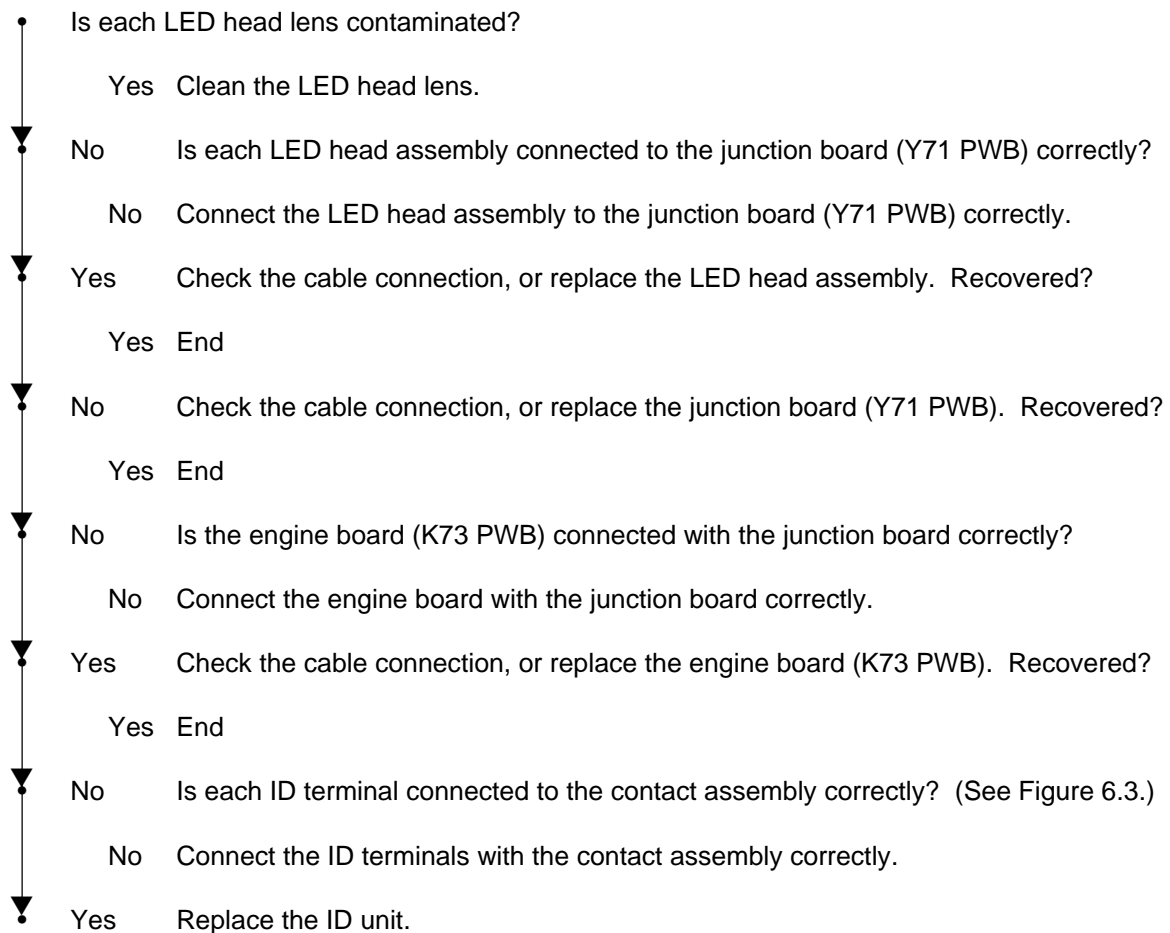 Is each LED head lens contaminated?
Yes Clean the LED head lens.
No Is each LED head assembly connected to the junction board (Y71 PWB) correctly?
No Connect the LED head assembly to the junction board (Y71 PWB) correctly.
Yes Check the cable connection, or replace the LED head assembly. Recovered?
Yes End
No Check the cable connection, or replace the junction board (Y71 PWB). Recovered?
Yes End
No Is the engine board (K73 PWB) connected with the junction board correctly?
No Connect the engine board with the junction board correctly.
Yes Check the cable connection, or replace the engine board (K73 PWB). Recovered?
Yes End
No Is each ID terminal connected to the contact assembly correctly? (See Figure 6.3.)
No Connect the ID terminals with the contact assembly correctly.
Yes Replace the ID unit.